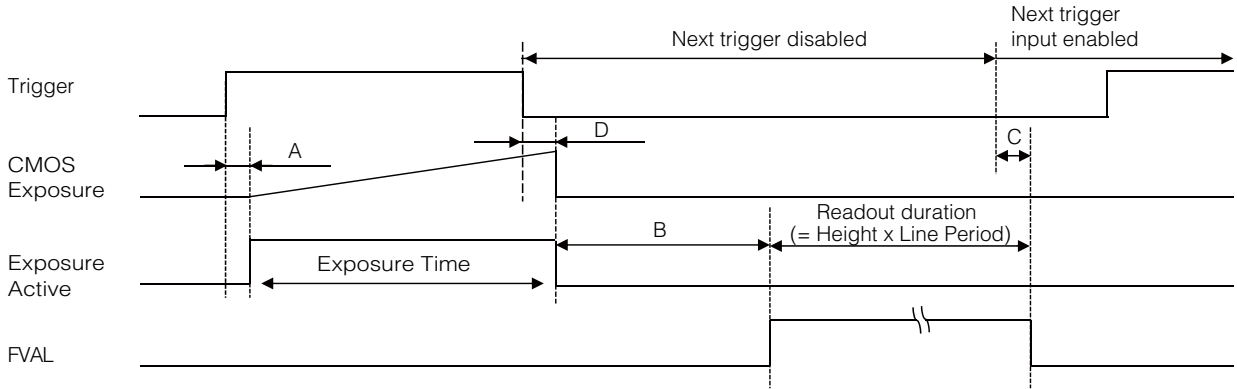 Next trigger disabled
Next trigger
input enabled
Trigger
A
D
C
CMOS
Exposure
B
Readout duration
(= Height x Line Period)
Exposure
Active
Exposure Time
FVAL